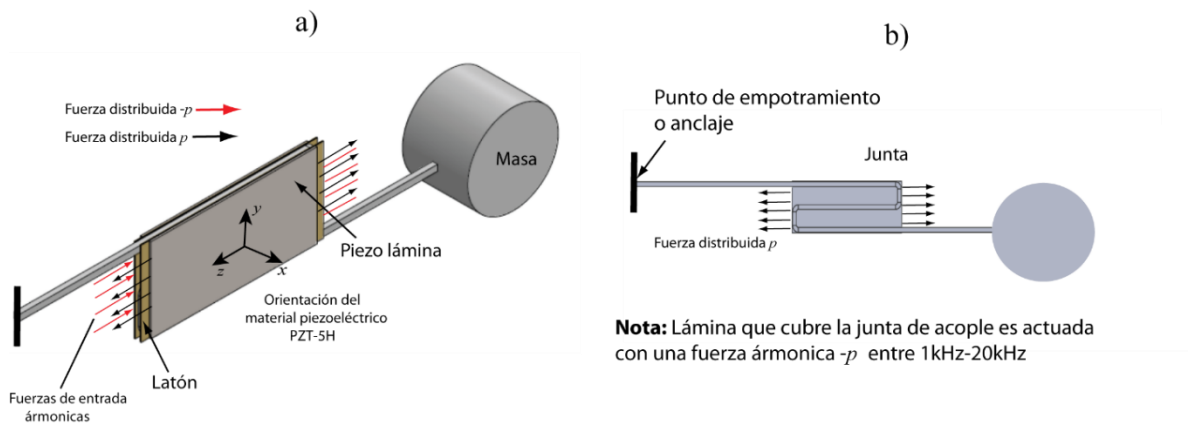 a)
Fuerza distribuida -p
Fuerza distribuida p
Masa
y
z
x
Piezo lámina
Orientación del
material piezoeléctrico
PZT-5H
Latón
Fuerzas de entrada
ármonicas
b)
Punto de empotramiento
o anclaje
Junta
Fuerza distribuida p
Nota: Lámina que cubre la junta de acople es actuada
con una fuerza ármonica -p entre 1kHz-20kHz